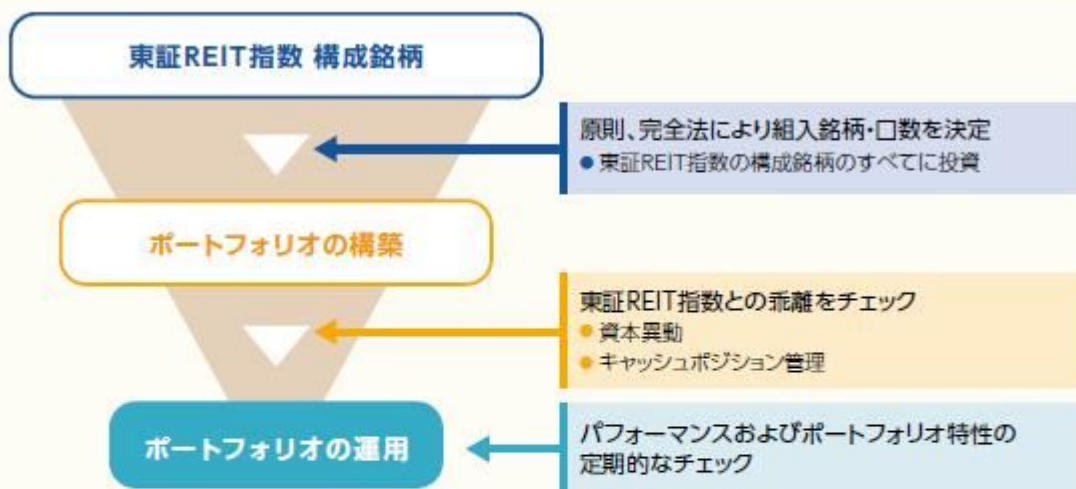 東証REIT指数 構成銘柄
原則、完全法により組入銘柄・口数を決定
●東証REIT指数の構成銘柄のすべてに投資
ポートフォリオの構築
東証REIT指数との乖離をチェック
●資本異動
●キャッシュポジション管理
ポートフォリオの運用
パフォーマンスおよびポートフォリオ特性の
定期的なチェック